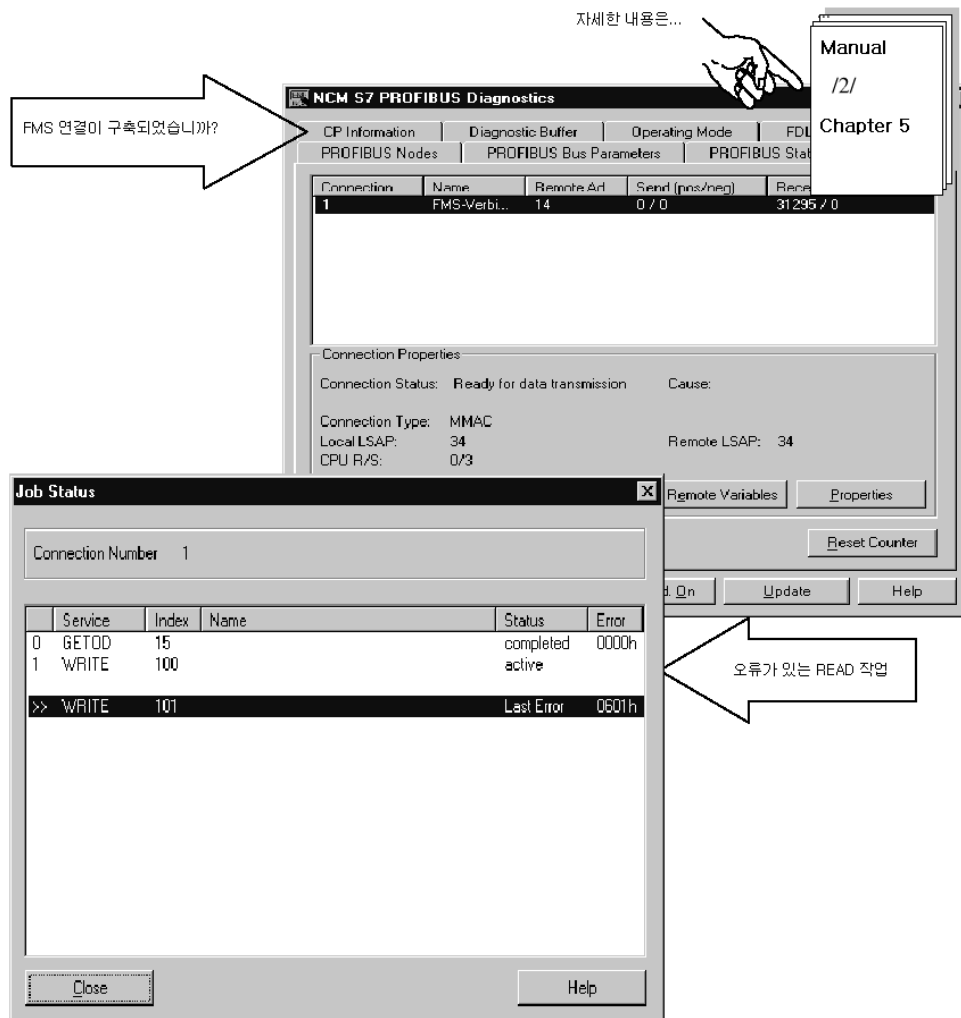 자세한 내용은...
Manual
/2/
Chapter 5
FMS 연결이 구축되었습니까?
NCM S7 PROFIBUS Diagnostics
CP Information Diagnostic Buffer Operating Mode FDL
PROFIBUS Nodes PROFIBUS Bus Parameters PROFIBUS Stat
Connection Name Remote Ad Send (pos/neg) Rece
1 FMS-Verbi... 14 0 / 0 31295 / 0
Connection Properties
Connection Status: Ready for data transmission Cause:
Connection Type: MMAC
Local LSAP: 34 Remote LSAP: 34
CPU R/S: 0/3
Remote Variables Properties
Reset Counter
d. On Update Help
Job Status
Connection Number 1
Service Index Name Status Error
0 GETOD 15 completed 0000h
1 WRITE 100 active
>> WRITE 101 Last Error 0601h
오류가 있는 READ 작업
Close Help